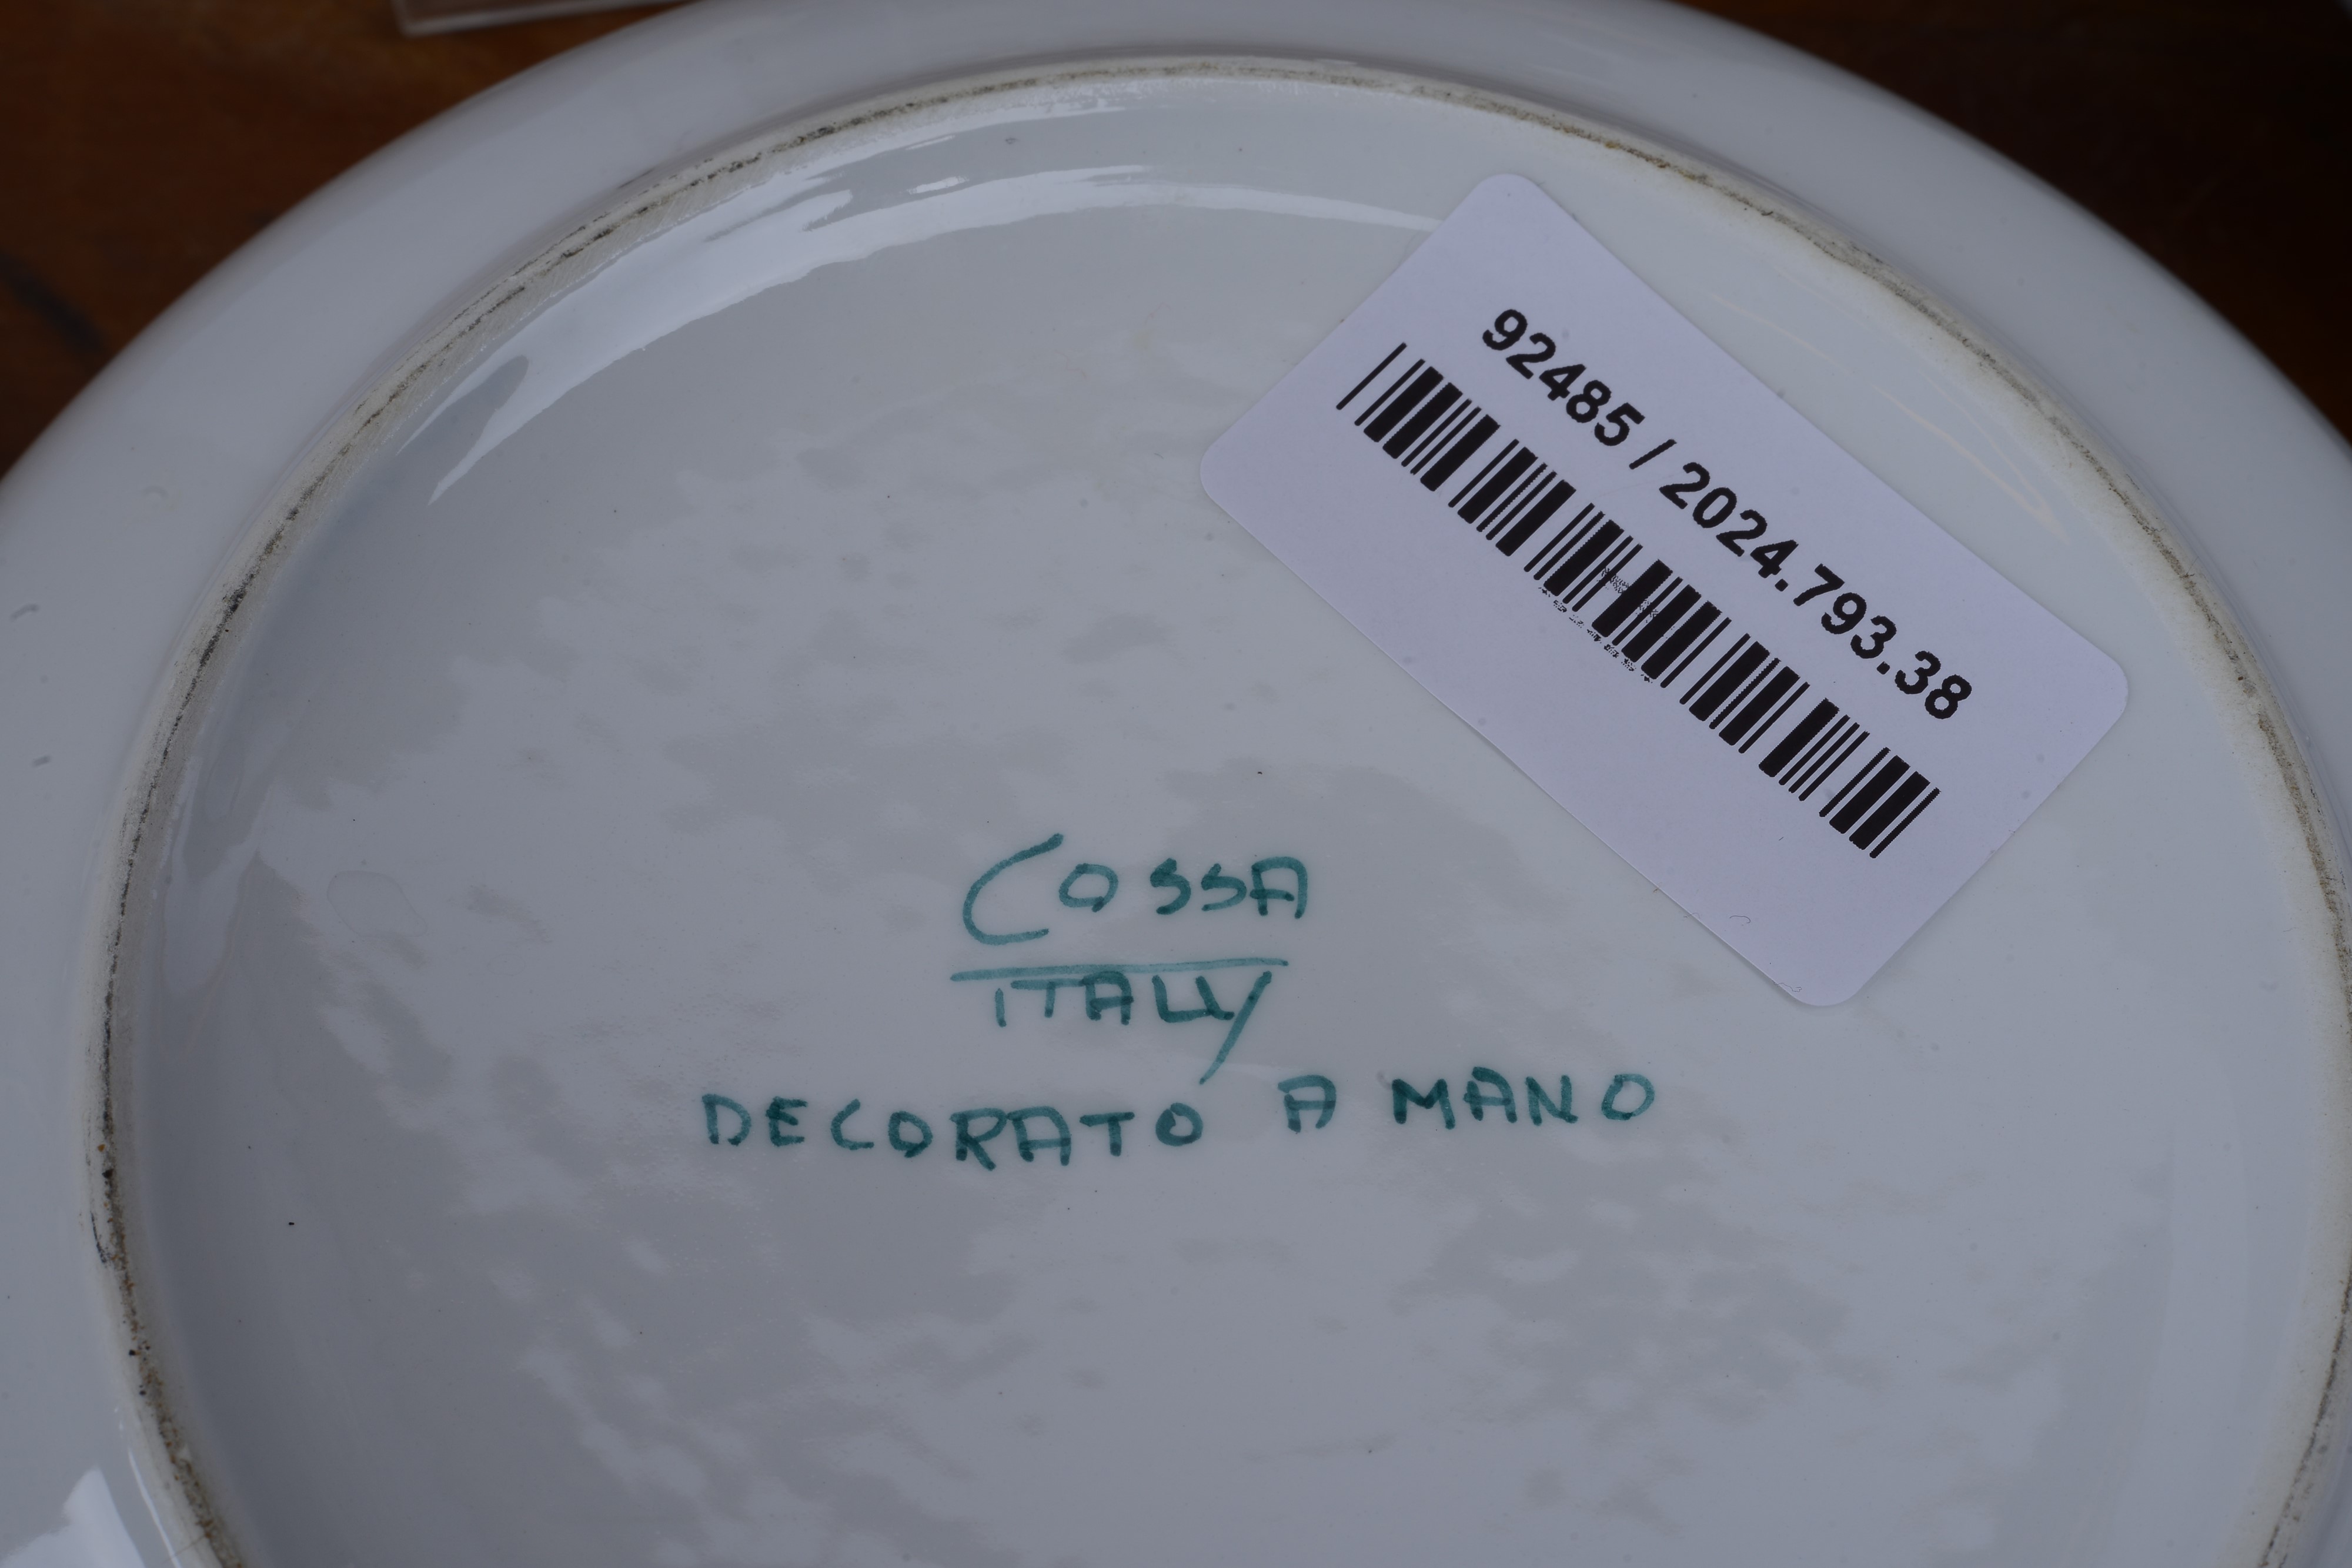 92485 / 2024.793.38
COSSA
ITALY
DECORATO A MANO